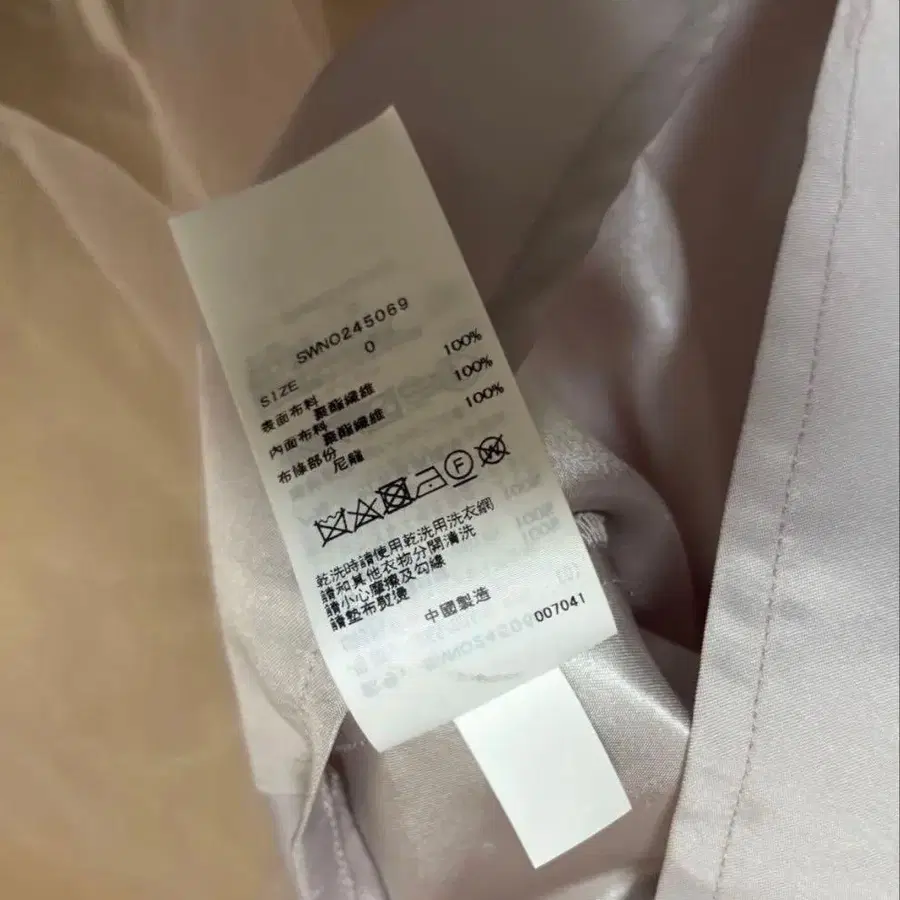 SWNO245069
SIZE 0
表面布料 100%
聚酯纖維
內面布料 100%
聚酯纖維
布條部份 100%
尼龍
F W
乾洗時請使用乾洗用洗衣網
請和其他衣物分開清洗
請小心摩擦及勾線
請墊布熨燙
中國製造
007041